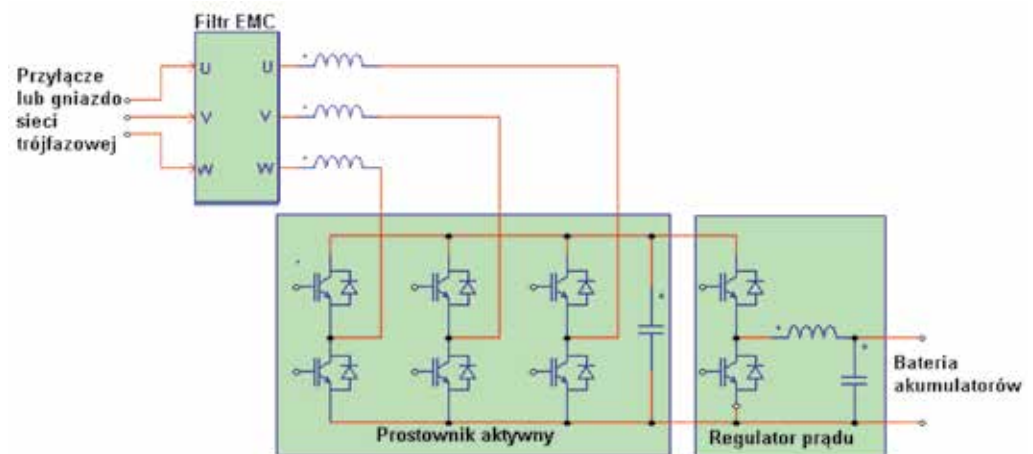 Filtr EMC
Przyłącze
lub gniazdo
sieci
trójfazowej
U U
V V
W W
Prostownik aktywny
Regulator prądu
Bateria
akumulatorów